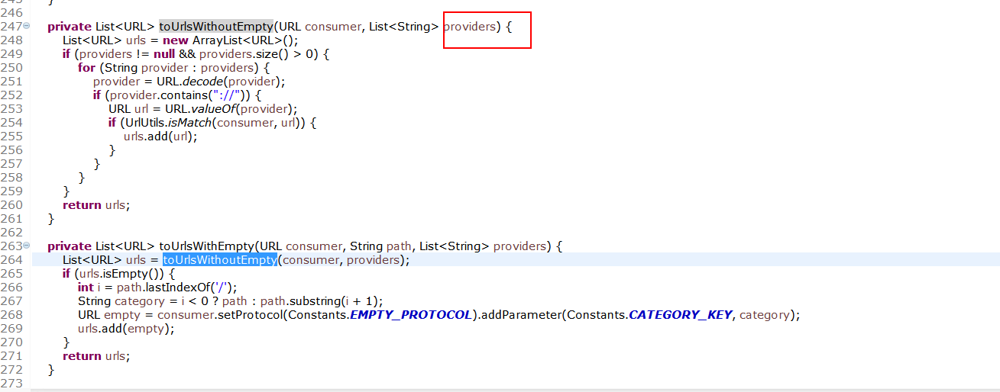 246
247 private List<URL> toUrlsWithoutEmpty(URL consumer, List<String> providers) {
248 List<URL> urls = new ArrayList<URL>();
249 if (providers != null && providers.size() > 0) {
250 for (String provider : providers) {
251 provider = URL.decode(provider);
252 if (provider.contains("://")) {
253 URL url = URL.valueOf(provider);
254 if (UrlUtils.isMatch(consumer, url)) {
255 urls.add(url);
256 }
257 }
258 }
259 }
260 return urls;
261 }
262
263 private List<URL> toUrlsWithEmpty(URL consumer, String path, List<String> providers) {
264 List<URL> urls = toUrlsWithoutEmpty(consumer, providers);
265 if (urls.isEmpty()) {
266 int i = path.lastIndexOf('/');
267 String category = i < 0 ? path : path.substring(i + 1);
268 URL empty = consumer.setProtocol(Constants.EMPTY_PROTOCOL).addParameter(Constants.CATEGORY_KEY, category);
269 urls.add(empty);
270 }
271 return urls;
272 }
273